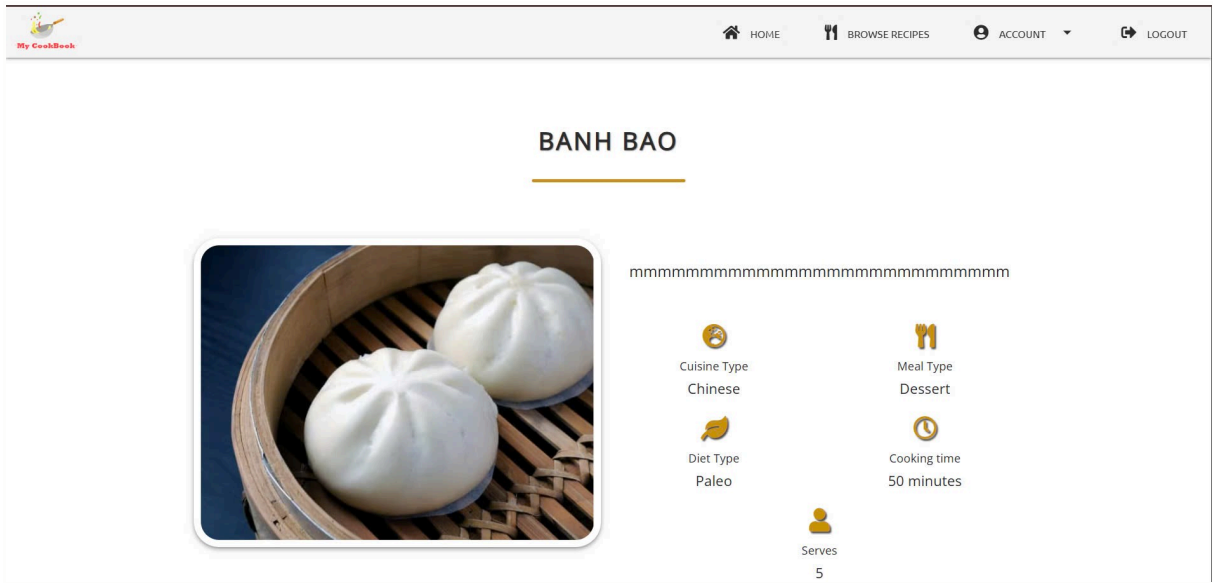 My CookBook
HOME
BROWSE RECIPES
ACCOUNT
LOGOUT
BANH BAO
mmmmmmmmmmmmmmmmmmmmmmmmmmm
Cuisine Type
Chinese
Meal Type
Dessert
Diet Type
Paleo
Cooking time
50 minutes
Serves
5